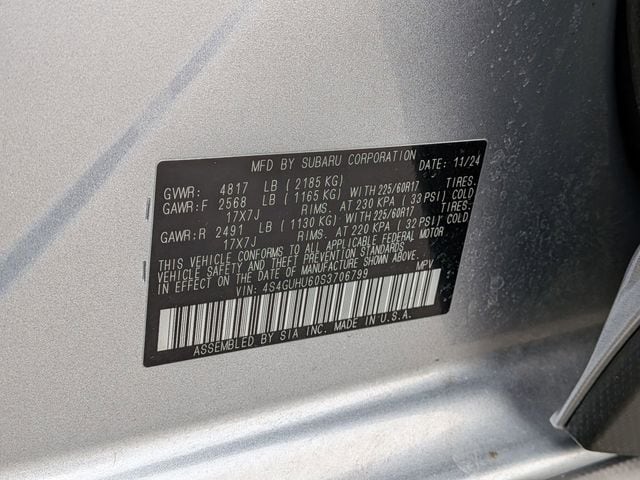 MFD BY SUBARU CORPORATION DATE: 11/24
GVWR: 4817 LB ( 2185 KG)
GAWR: F 2568 LB ( 1165 KG) WITH 225/60R17 TIRES.
17X7J RIMS. AT 230 KPA ( 33 PSI) COLD
GAWR:R 2491 LB ( 1130 KG) WITH 225/60R17 TIRES.
17X7J RIMS. AT 220 KPA ( 32 PSI) COLD
THIS VEHICLE CONFORMS TO ALL APPLICABLE FEDERAL MOTOR
VEHICLE SAFETY, BUMPER, AND THEFT PREVENTION STANDARDS
IN EFFECT ON THE DATE OF MANUFACTURE SHOWN ABOVE.
VIN: 4S4GUHU60S3706799 MPV
ASSEMBLED BY SIA INC. MADE IN U.S.A.